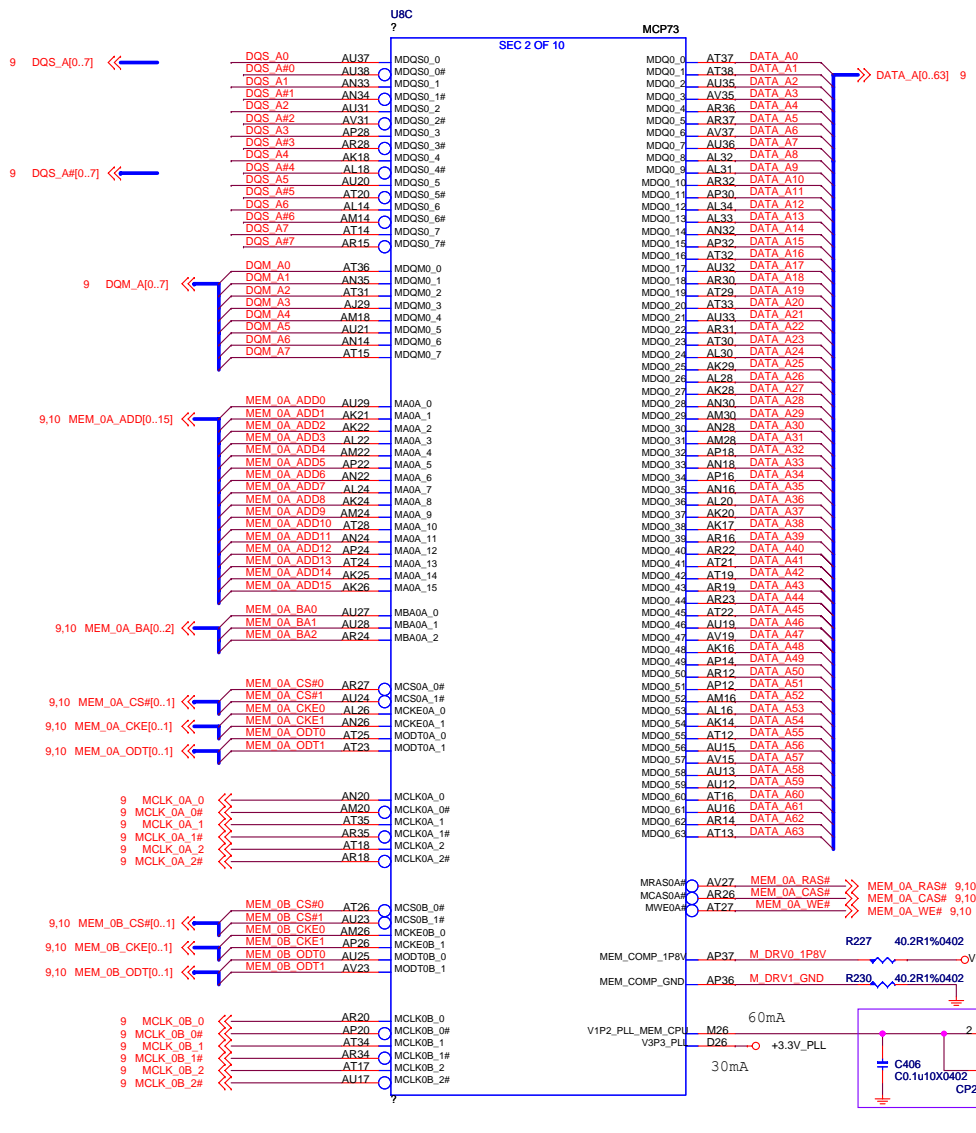 U8C
?
MCP73
SEC 2 OF 10
9 DQS_A[0..7]
DQS_A0 AU37 MDQS0_0
DQS_A#0 AU38 MDQS0_0#
DQS_A1 AN33 MDQS0_1
DQS_A#1 AN34 MDQS0_1#
DQS_A2 AU31 MDQS0_2
DQS_A#2 AV31 MDQS0_2#
DQS_A3 AP28 MDQS0_3
DQS_A#3 AR28 MDQS0_3#
DQS_A4 AK18 MDQS0_4
9 DQS_A#[0..7]
DQS_A#4 AL18 MDQS0_4#
DQS_A5 AU20 MDQS0_5
DQS_A#5 AT20 MDQS0_5#
DQS_A6 AL14 MDQS0_6
DQS_A#6 AM14 MDQS0_6#
DQS_A7 AT14 MDQS0_7
DQS_A#7 AR15 MDQS0_7#
9 DQM_A[0..7]
DQM_A0 AT36 MDQM0_0
DQM_A1 AN35 MDQM0_1
DQM_A2 AT31 MDQM0_2
DQM_A3 AJ29 MDQM0_3
DQM_A4 AM18 MDQM0_4
DQM_A5 AU21 MDQM0_5
DQM_A6 AN14 MDQM0_6
DQM_A7 AT15 MDQM0_7
9,10 MEM_0A_ADD[0..15]
MEM_0A_ADD0 AU29 MA0A_0
MEM_0A_ADD1 AK21 MA0A_1
MEM_0A_ADD2 AK22 MA0A_2
MEM_0A_ADD3 AL22 MA0A_3
MEM_0A_ADD4 AM22 MA0A_4
MEM_0A_ADD5 AP22 MA0A_5
MEM_0A_ADD6 AN22 MA0A_6
MEM_0A_ADD7 AL24 MA0A_7
MEM_0A_ADD8 AK24 MA0A_8
MEM_0A_ADD9 AM24 MA0A_9
MEM_0A_ADD10 AT28 MA0A_10
MEM_0A_ADD11 AN24 MA0A_11
MEM_0A_ADD12 AP24 MA0A_12
MEM_0A_ADD13 AT24 MA0A_13
MEM_0A_ADD14 AK25 MA0A_14
MEM_0A_ADD15 AK26 MA0A_15
9,10 MEM_0A_BA[0..2]
MEM_0A_BA0 AU27 MBA0A_0
MEM_0A_BA1 AU28 MBA0A_1
MEM_0A_BA2 AR24 MBA0A_2
MEM_0A_CS#0 AR27 MCS0A_0#
9,10 MEM_0A_CS#[0..1]
MEM_0A_CS#1 AU24 MCS0A_1#
MEM_0A_CKE0 AL26 MCKE0A_0
9,10 MEM_0A_CKE[0..1]
MEM_0A_CKE1 AN26 MCKE0A_1
MEM_0A_ODT0 AT25 MODT0A_0
9,10 MEM_0A_ODT[0..1]
MEM_0A_ODT1 AT23 MODT0A_1
9 MCLK_0A_0 AN20 MCLK0A_0
9 MCLK_0A_0# AM20 MCLK0A_0#
9 MCLK_0A_1 AT35 MCLK0A_1
9 MCLK_0A_1# AR35 MCLK0A_1#
9 MCLK_0A_2 AT18 MCLK0A_2
9 MCLK_0A_2# AR18 MCLK0A_2#
MEM_0B_CS#0 AT26 MCS0B_0#
9,10 MEM_0B_CS#[0..1]
MEM_0B_CS#1 AU23 MCS0B_1#
MEM_0B_CKE0 AM26 MCKE0B_0
9,10 MEM_0B_CKE[0..1]
MEM_0B_CKE1 AP26 MCKE0B_1
MEM_0B_ODT0 AU25 MODT0B_0
9,10 MEM_0B_ODT[0..1]
MEM_0B_ODT1 AV23 MODT0B_1
9 MCLK_0B_0 AR20 MCLK0B_0
9 MCLK_0B_0# AP20 MCLK0B_0#
9 MCLK_0B_1 AT34 MCLK0B_1
9 MCLK_0B_1# AR34 MCLK0B_1#
9 MCLK_0B_2 AT17 MCLK0B_2
9 MCLK_0B_2# AU17 MCLK0B_2#
?
MDQ0_0 AT37 DATA_A0
MDQ0_1 AT38 DATA_A1
DATA_A[0..63] 9
MDQ0_2 AU35 DATA_A2
MDQ0_3 AV35 DATA_A3
MDQ0_4 AR36 DATA_A4
MDQ0_5 AR37 DATA_A5
MDQ0_6 AV37 DATA_A6
MDQ0_7 AU36 DATA_A7
MDQ0_8 AL32 DATA_A8
MDQ0_9 AL31 DATA_A9
MDQ0_10 AR32 DATA_A10
MDQ0_11 AP30 DATA_A11
MDQ0_12 AL34 DATA_A12
MDQ0_13 AL33 DATA_A13
MDQ0_14 AN32 DATA_A14
MDQ0_15 AP32 DATA_A15
MDQ0_16 AT32 DATA_A16
MDQ0_17 AU32 DATA_A17
MDQ0_18 AR30 DATA_A18
MDQ0_19 AT29 DATA_A19
MDQ0_20 AT33 DATA_A20
MDQ0_21 AU33 DATA_A21
MDQ0_22 AR31 DATA_A22
MDQ0_23 AT30 DATA_A23
MDQ0_24 AL30 DATA_A24
MDQ0_25 AK29 DATA_A25
MDQ0_26 AL28 DATA_A26
MDQ0_27 AK28 DATA_A27
MDQ0_28 AN30 DATA_A28
MDQ0_29 AM30 DATA_A29
MDQ0_30 AN28 DATA_A30
MDQ0_31 AM28 DATA_A31
MDQ0_32 AP18 DATA_A32
MDQ0_33 AN18 DATA_A33
MDQ0_34 AP16 DATA_A34
MDQ0_35 AN16 DATA_A35
MDQ0_36 AL20 DATA_A36
MDQ0_37 AK20 DATA_A37
MDQ0_38 AK17 DATA_A38
MDQ0_39 AR16 DATA_A39
MDQ0_40 AR22 DATA_A40
MDQ0_41 AT21 DATA_A41
MDQ0_42 AT19 DATA_A42
MDQ0_43 AR19 DATA_A43
MDQ0_44 AR23 DATA_A44
MDQ0_45 AT22 DATA_A45
MDQ0_46 AU19 DATA_A46
MDQ0_47 AV19 DATA_A47
MDQ0_48 AK16 DATA_A48
MDQ0_49 AP14 DATA_A49
MDQ0_50 AR12 DATA_A50
MDQ0_51 AP12 DATA_A51
MDQ0_52 AM16 DATA_A52
MDQ0_53 AL16 DATA_A53
MDQ0_54 AK14 DATA_A54
MDQ0_55 AT12 DATA_A55
MDQ0_56 AU15 DATA_A56
MDQ0_57 AV15 DATA_A57
MDQ0_58 AU13 DATA_A58
MDQ0_59 AU12 DATA_A59
MDQ0_60 AT16 DATA_A60
MDQ0_61 AU16 DATA_A61
MDQ0_62 AR14 DATA_A62
MDQ0_63 AT13 DATA_A63
MRAS0A# AV27 MEM_0A_RAS# MEM_0A_RAS# 9,10
MCAS0A# AR26 MEM_0A_CAS# MEM_0A_CAS# 9,10
MWE0A# AT27 MEM_0A_WE# MEM_0A_WE# 9,10
R227 40.2R1%0402
MEM_COMP_1P8V AP37 M_DRV0_1P8V V
R230 40.2R1%0402
MEM_COMP_GND AP36 M_DRV1_GND
60mA
V1P2_PLL_MEM_CPU M26 2
V3P3_PLL D26 +3.3V_PLL
30mA
C406
C0.1u10X0402
CP2